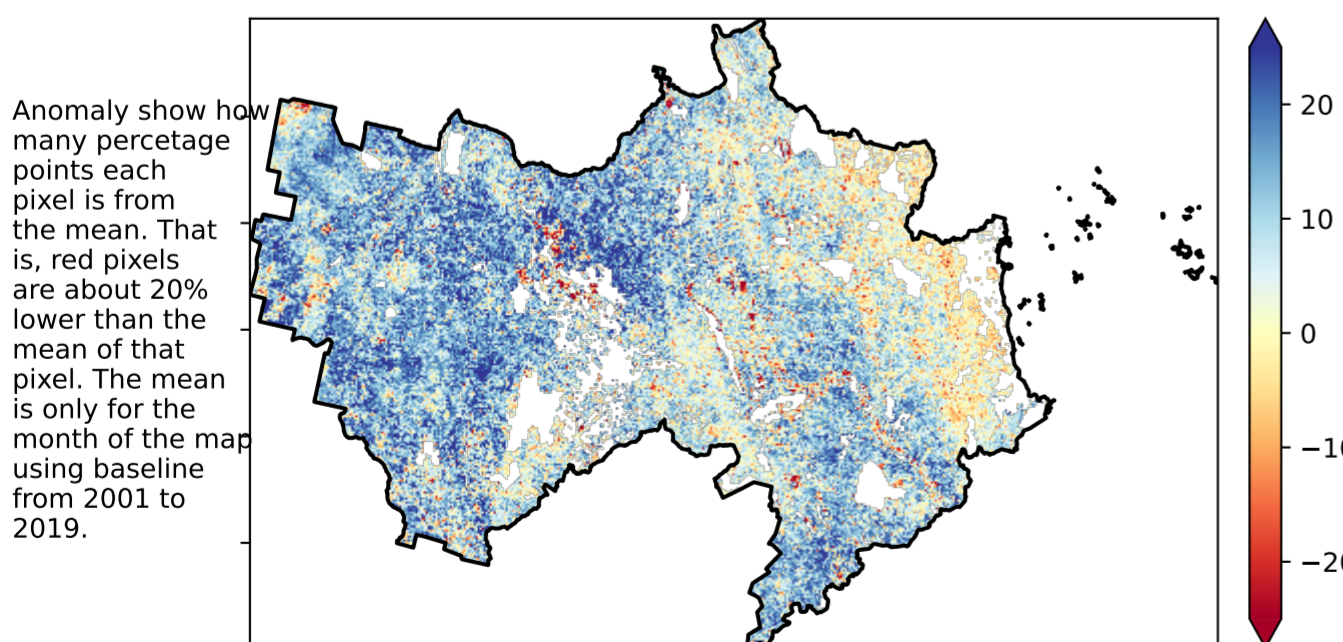 Anomaly show how
many percetage
points each
pixel is from
the mean. That
is, red pixels
are about 20%
lower than the
mean of that
pixel. The mean
is only for the
month of the map
using baseline
from 2001 to
2019.
20
10
0
−10
−20